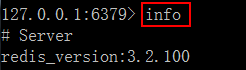 127.0.0.1:6379> info
# Server
redis_version:3.2.100